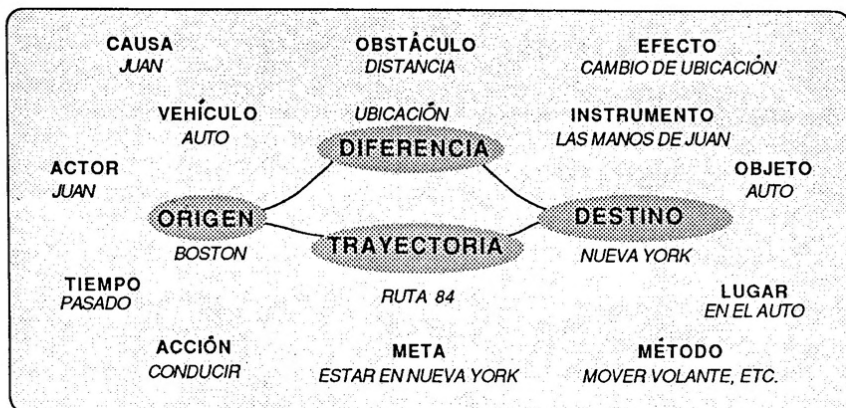 CAUSA
JUAN
OBSTÁCULO
DISTANCIA
EFECTO
CAMBIO DE UBICACIÓN
VEHÍCULO
AUTO
UBICACIÓN
DIFERENCIA
INSTRUMENTO
LAS MANOS DE JUAN
ACTOR
JUAN
OBJETO
AUTO
ORIGEN
BOSTON
TRAYECTORIA
RUTA 84
DESTINO
NUEVA YORK
TIEMPO
PASADO
LUGAR
EN EL AUTO
ACCIÓN
CONDUCIR
META
ESTAR EN NUEVA YORK
MÉTODO
MOVER VOLANTE, ETC.